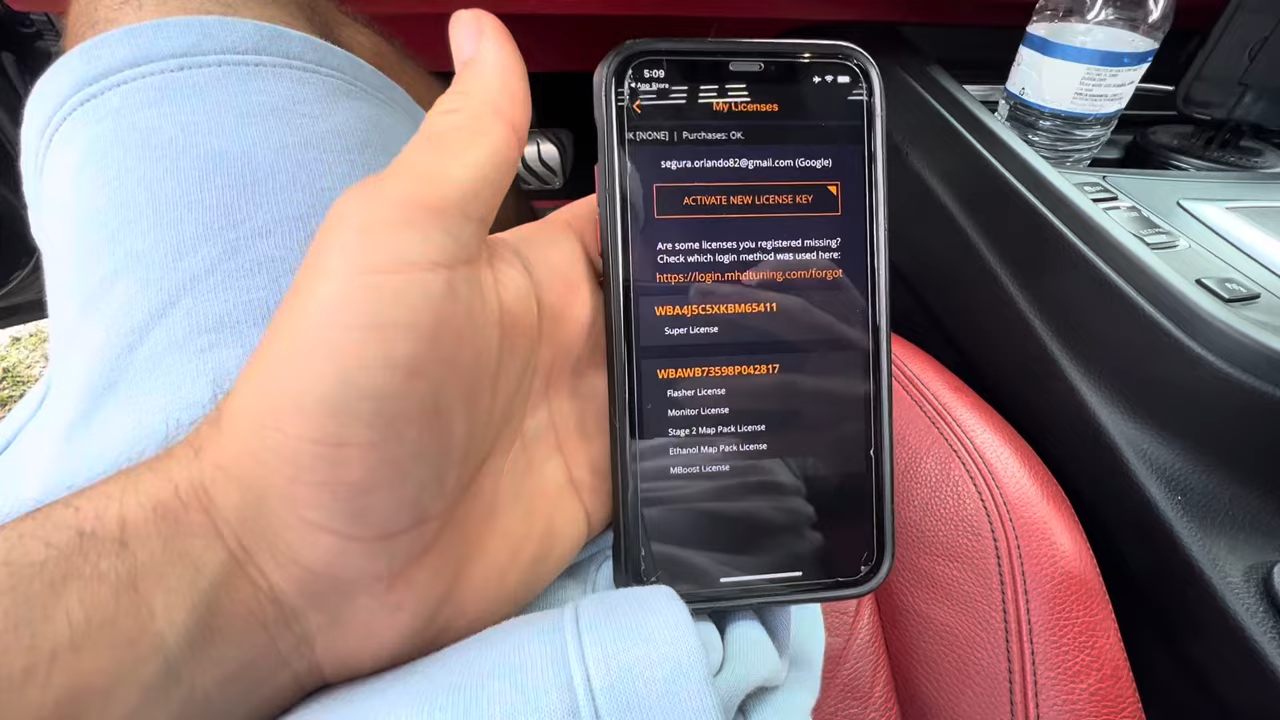 5:09
App Store
My Licenses
K [NONE] | Purchases: OK.
segura.orlando82@gmail.com (Google)
ACTIVATE NEW LICENSE KEY
Are some licenses you registered missing?
Check which login method was used here:
https://login.mhdtuning.com/forgot
WBA4J5C5XKBM65411
Super License
WBAWB73598P042817
Flasher License
Monitor License
Stage 2 Map Pack License
Ethanol Map Pack License
MBoost License
publix.com